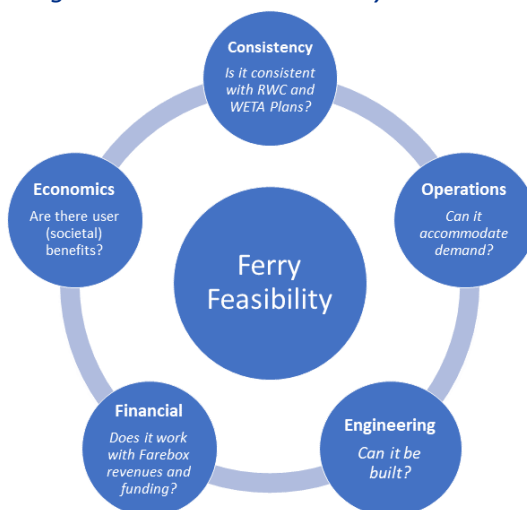 Consistency
Is it consistent
with RWC and
WETA Plans?
Economics
Are there user
(societal)
benefits?
Operations
Can it
accommodate
demand?
Ferry
Feasibility
Financial
Does it work
with Farebox
revenues and
funding?
Engineering
Can it be
built?